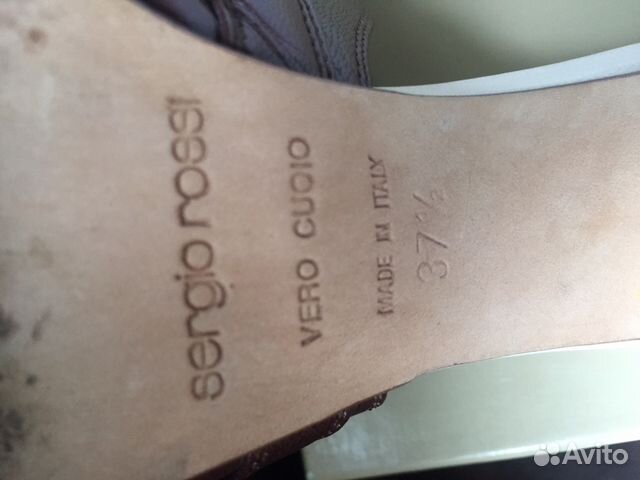 sergio rossi
VERO CUOIO
MADE IN ITALY
37½
Avito